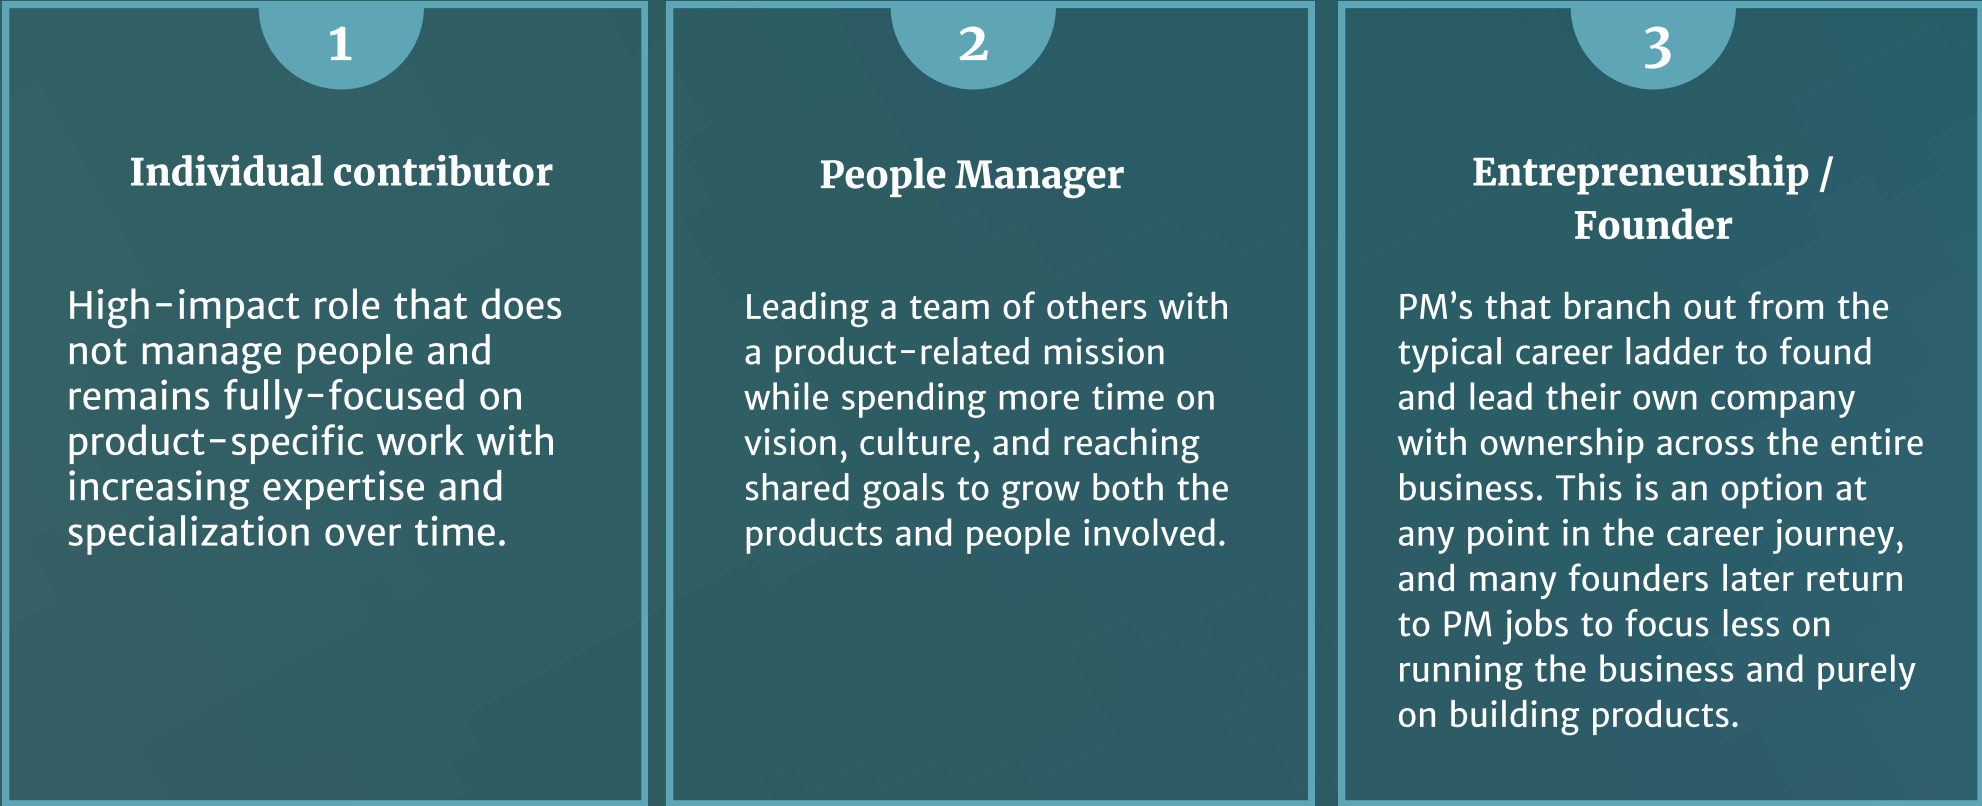 1
Individual contributor
High-impact role that does
not manage people and
remains fully-focused on
product-specific work with
increasing expertise and
specialization over time.
2
People Manager
Leading a team of others with
a product-related mission
while spending more time on
vision, culture, and reaching
shared goals to grow both the
products and people involved.
3
Entrepreneurship /
Founder
PM’s that branch out from the
typical career ladder to found
and lead their own company
with ownership across the entire
business. This is an option at
any point in the career journey,
and many founders later return
to PM jobs to focus less on
running the business and purely
on building products.